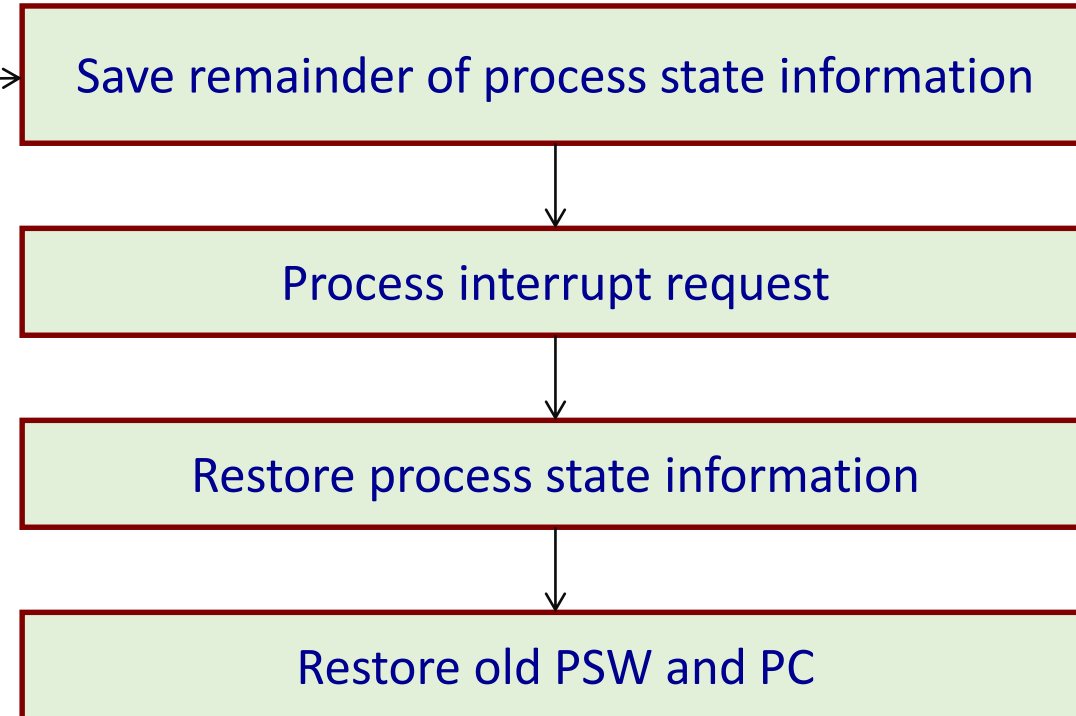 Save remainder of process state information
Process interrupt request
Restore process state information
Restore old PSW and PC